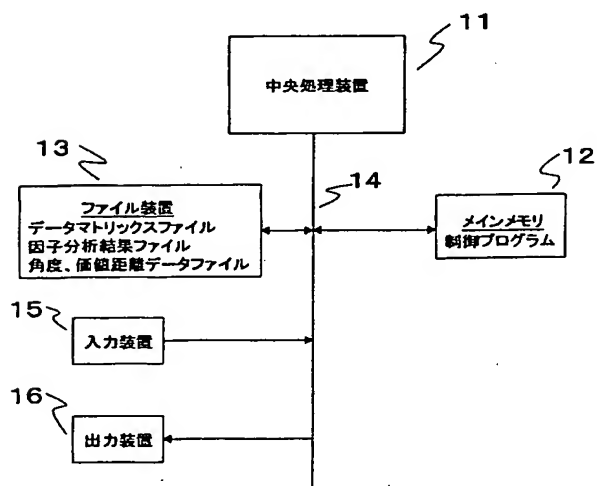 11
中央処理装置
13
14
12
ファイル装置
データマトリックスファイル
因子分析結果ファイル
角度、価値距離データファイル
メインメモリ
制御プログラム
15
入力装置
16
出力装置